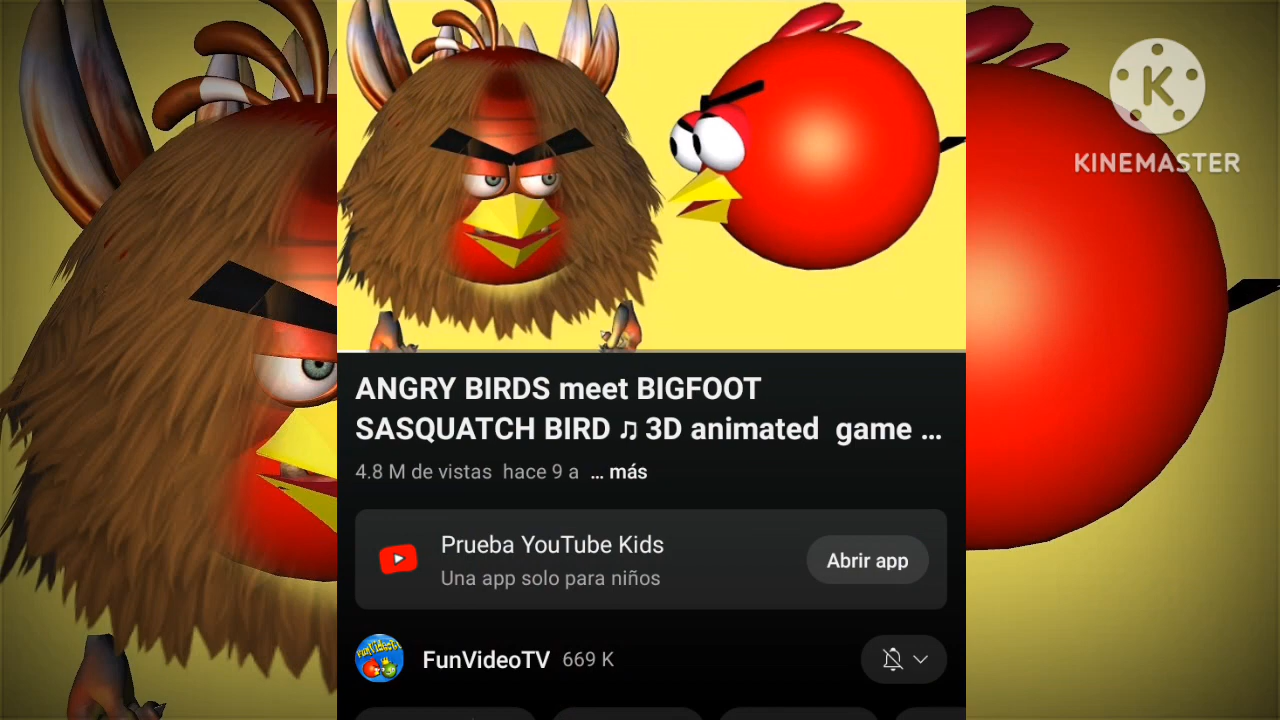 K
KINEMASTER
ANGRY BIRDS meet BIGFOOT
SASQUATCH BIRD ♫ 3D animated game ...
4.8 M de vistas hace 9 a ... más
Prueba YouTube Kids
Una app solo para niños
Abrir app
FunVideoTV
FunVideoTV 669 K